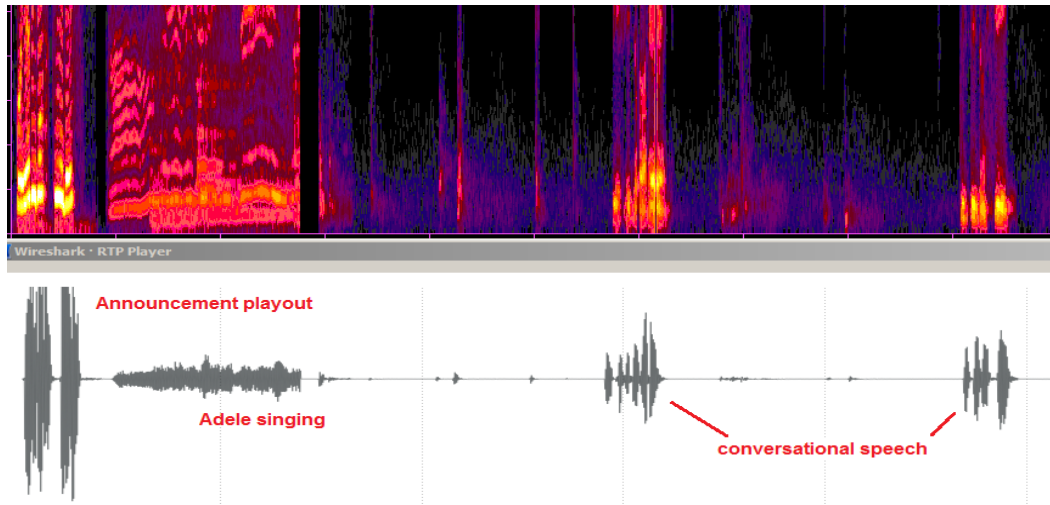 Wireshark · RTP Player
Announcement playout
Adele singing
conversational speech